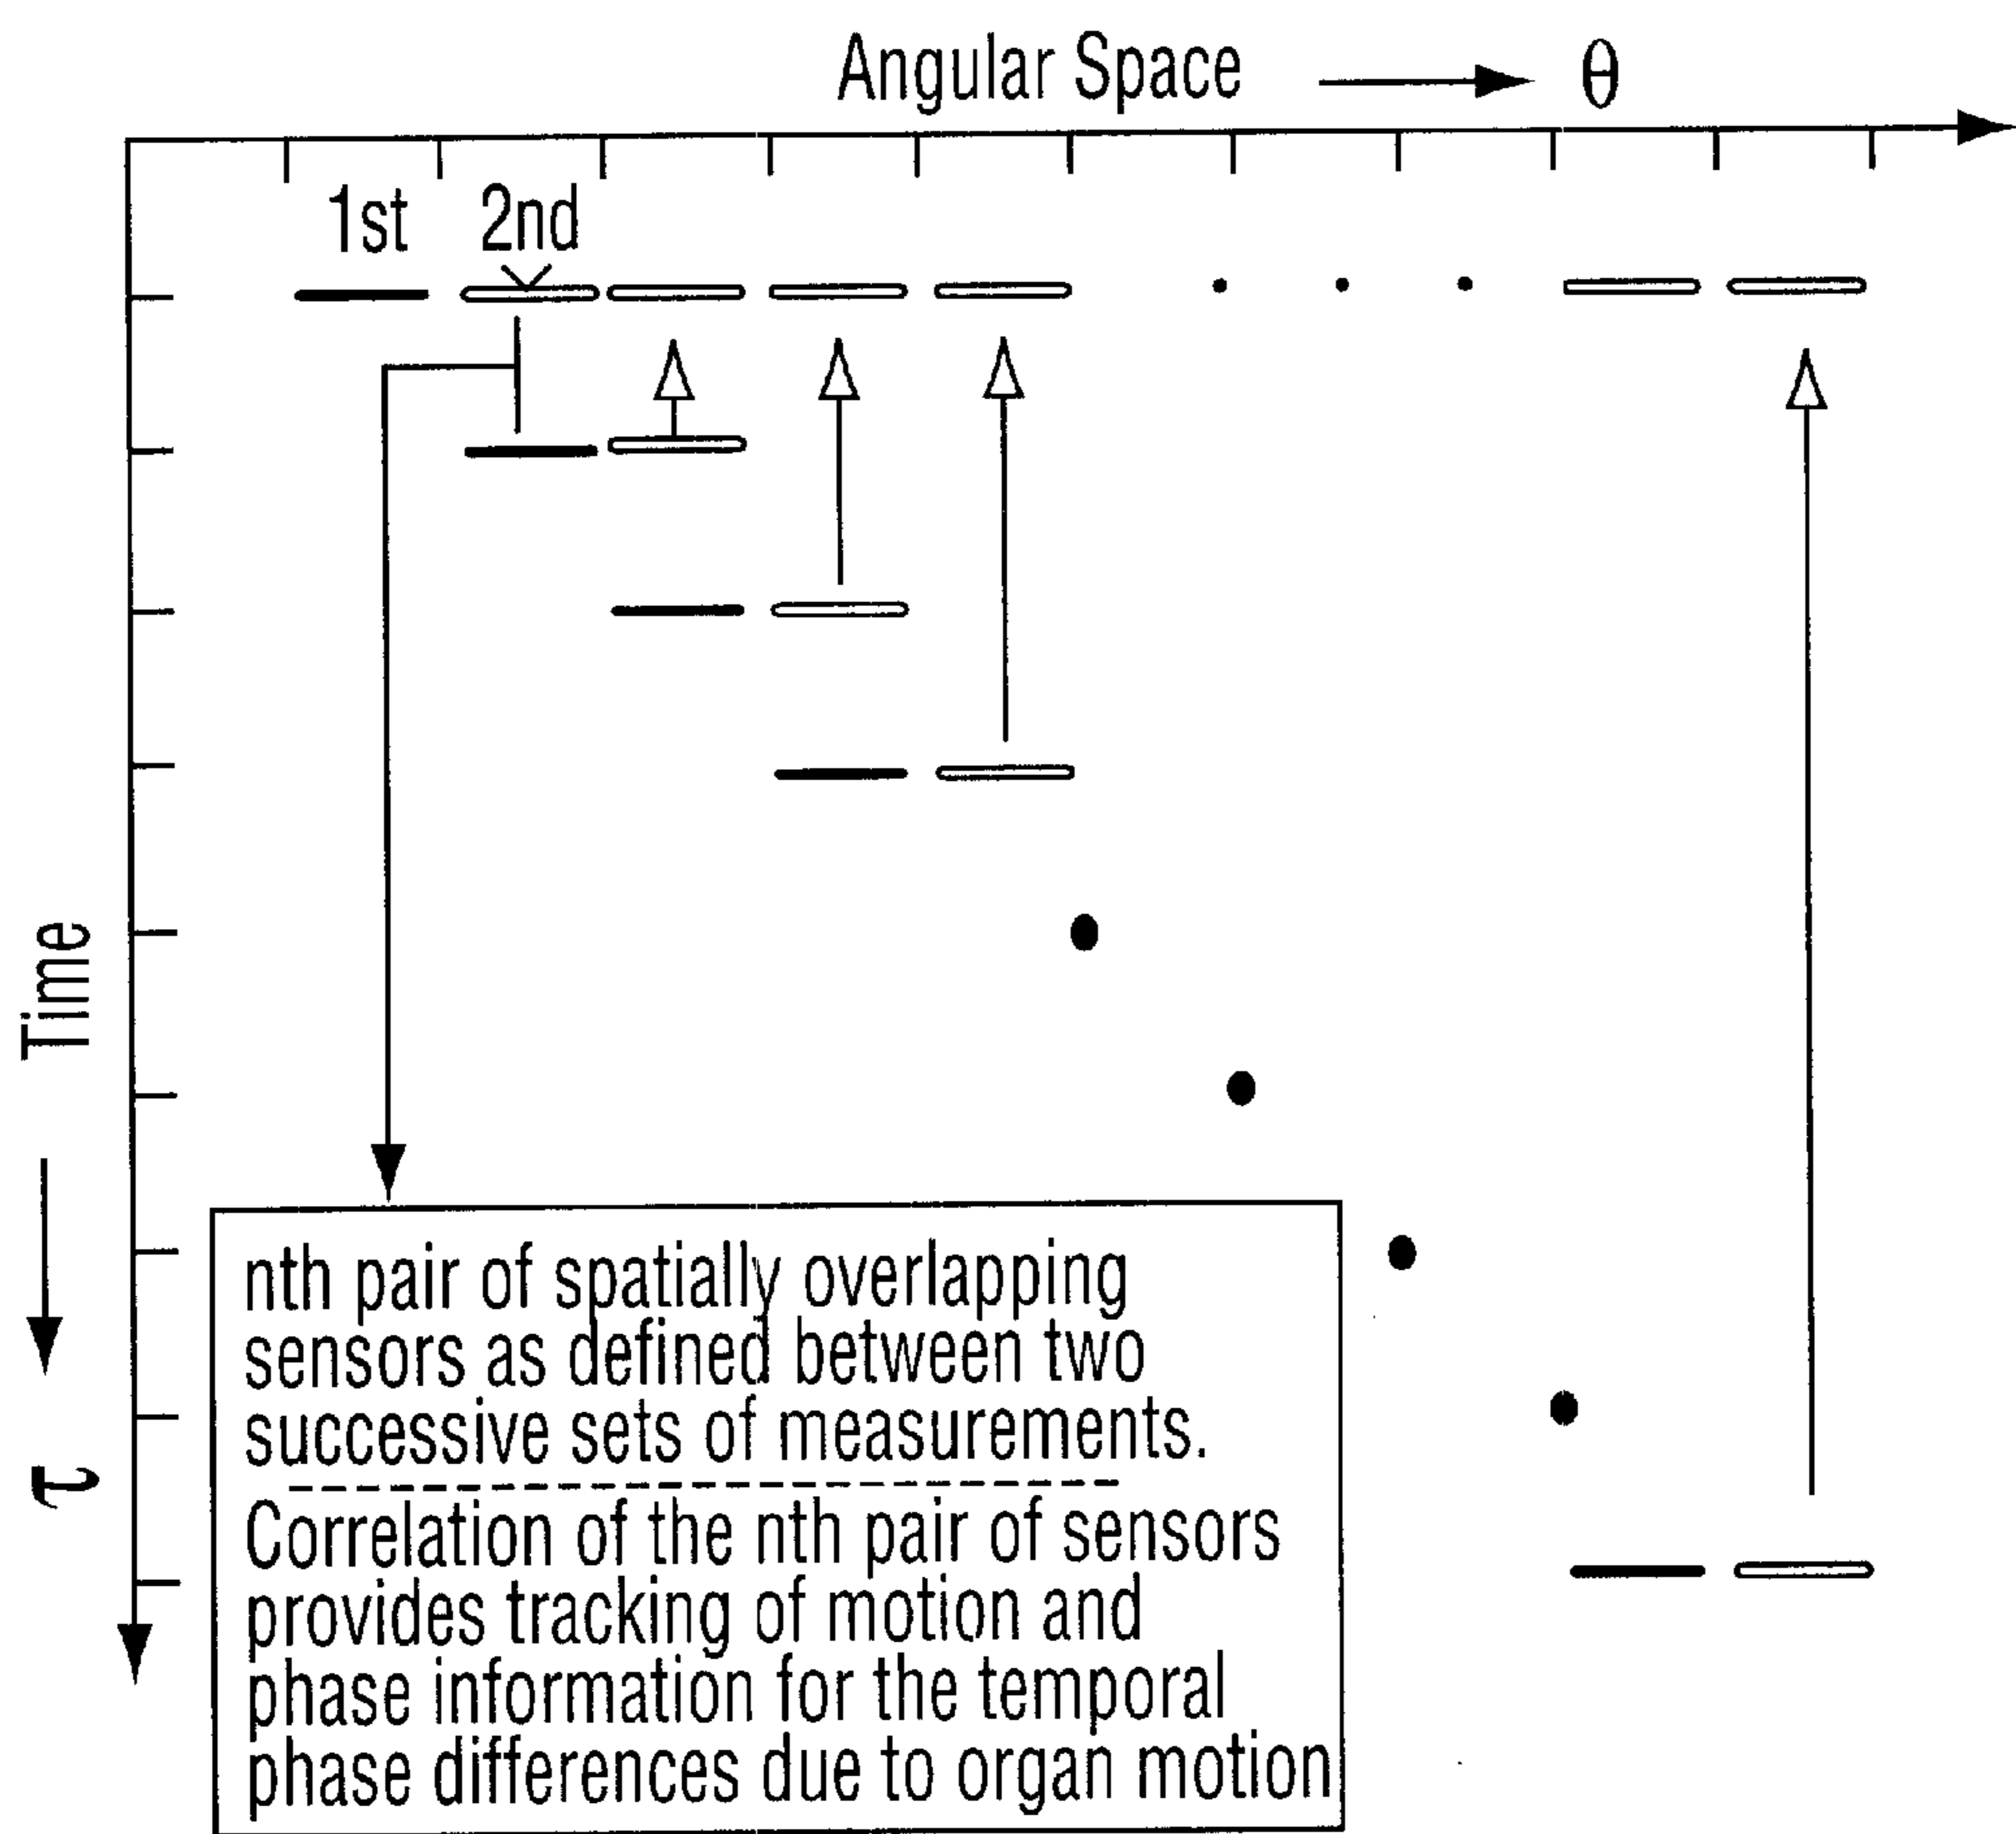 Angular Space θ
1st 2nd
Time
τ
nth pair of spatially overlapping
sensors as defined between two
successive sets of measurements.
Correlation of the nth pair of sensors
provides tracking of motion and
phase information for the temporal
phase differences due to organ motion